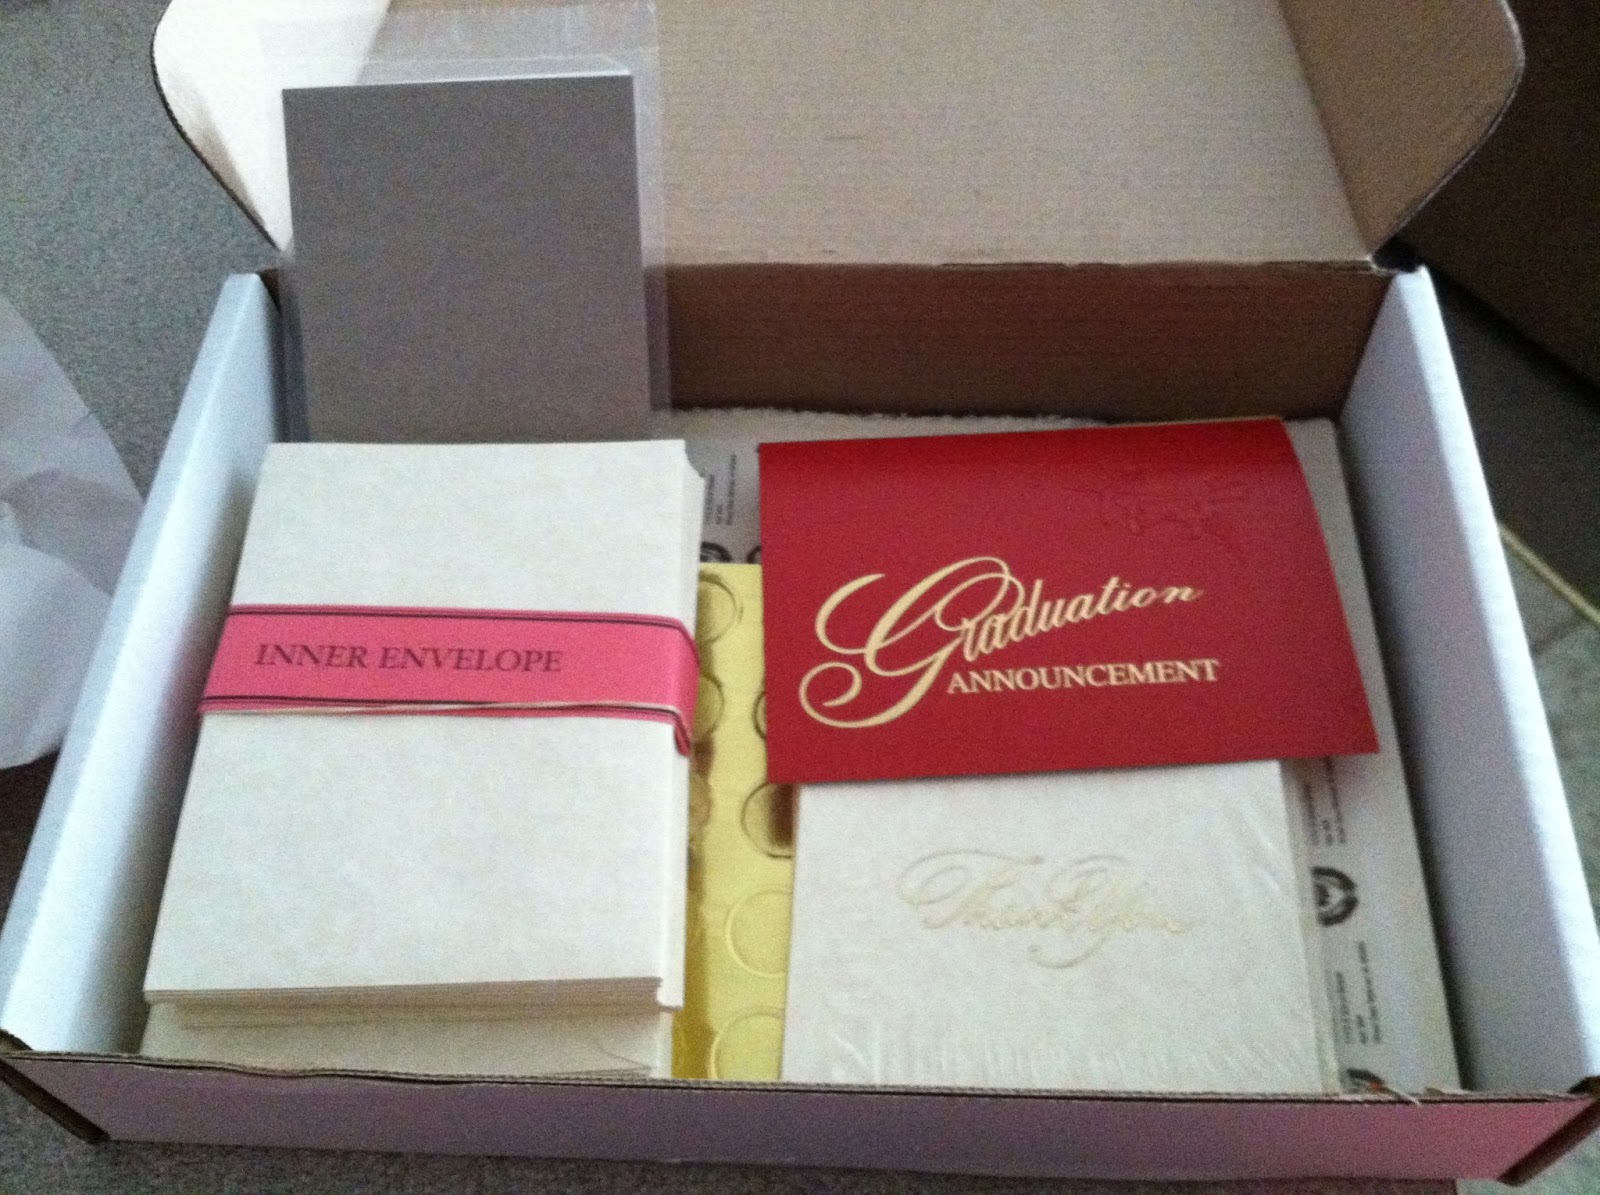 INNER ENVELOPE
Graduation
ANNOUNCEMENT
Thank You